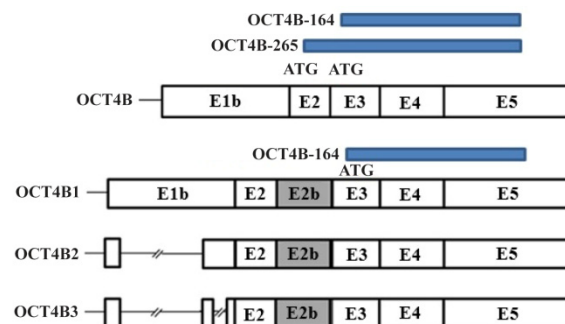 OCT4B-164
OCT4B-265
ATG ATG
OCT4B E1b E2 E3 E4 E5
OCT4B-164
ATG
OCT4B1 E1b E2 E2b E3 E4 E5
OCT4B2 E2 E2b E3 E4 E5
OCT4B3 E2 E2b E3 E4 E5